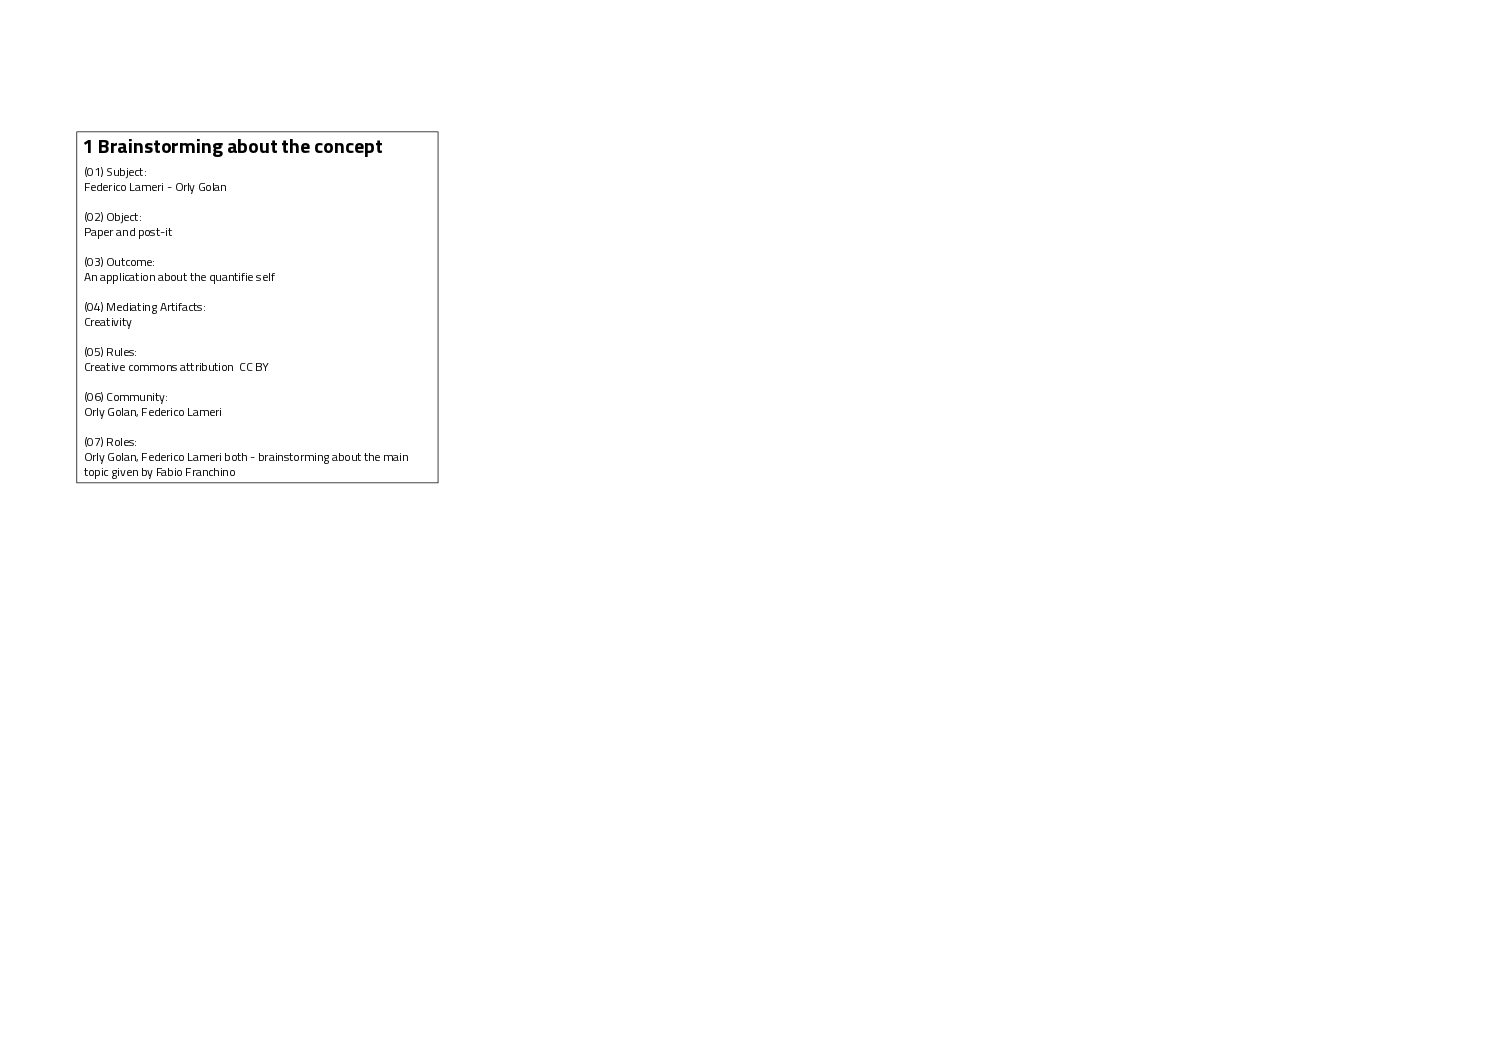 1 Brainstorming about the concept
(01) Subject:
Federico Lameri - Orly Golan
(02) Object:
Paper and post-it
(03) Outcome:
An application about the quantifie self
(04) Mediating Artifacts:
Creativity
(05) Rules:
Creative commons attribution  CC BY
(06) Community:
Orly Golan, Federico Lameri
(07) Roles:
Orly Golan, Federico Lameri both - brainstorming about the main
topic given by Fabio Franchino